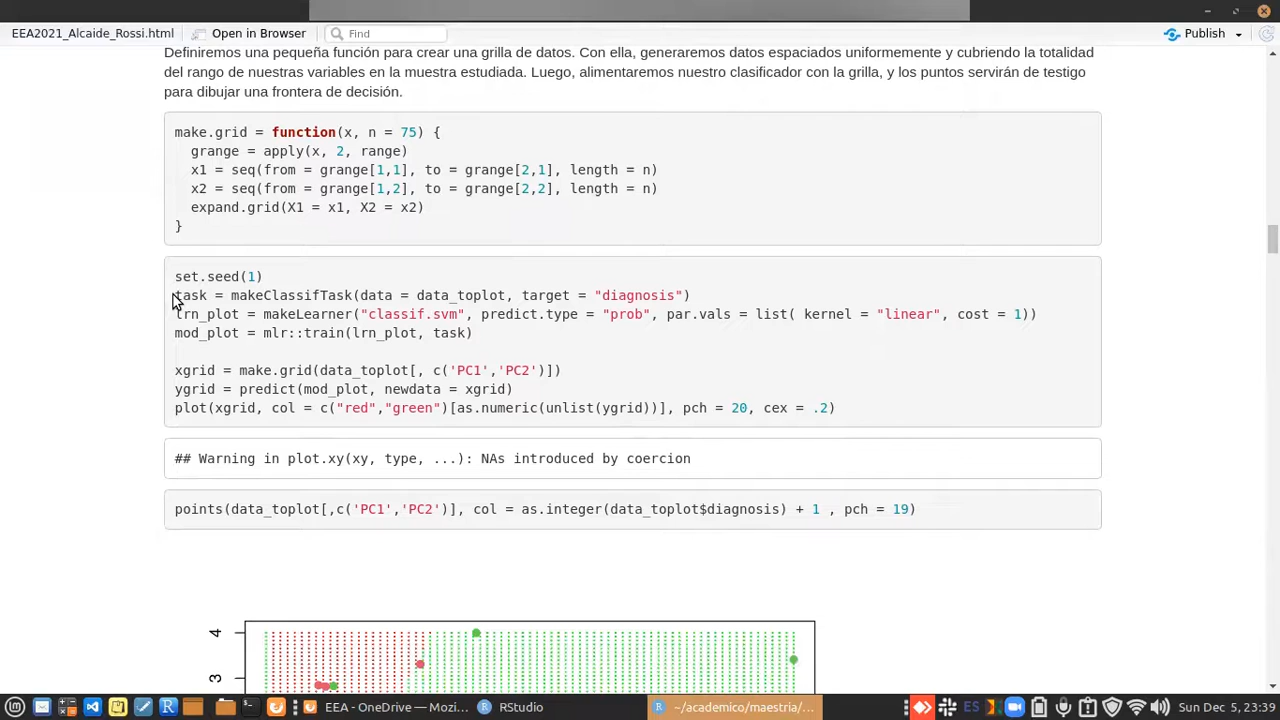 EEA2021_Alcaide_Rossi.html
Open in Browser
Find
Publish
Definiremos una pequeña función para crear una grilla de datos. Con ella, generaremos datos espaciados uniformemente y cubriendo la totalidad
del rango de nuestras variables en la muestra estudiada. Luego, alimentaremos nuestro clasificador con la grilla, y los puntos servirán de testigo
para dibujar una frontera de decisión.
make.grid = function(x, n = 75) {
grange = apply(x, 2, range)
x1 = seq(from = grange[1,1], to = grange[2,1], length = n)
x2 = seq(from = grange[1,2], to = grange[2,2], length = n)
expand.grid(X1 = x1, X2 = x2)
}
set.seed(1)
task = makeClassifTask(data = data_toplot, target = "diagnosis")
lrn_plot = makeLearner("classif.svm", predict.type = "prob", par.vals = list( kernel = "linear", cost = 1))
mod_plot = mlr::train(lrn_plot, task)
xgrid = make.grid(data_toplot[, c('PC1','PC2')])
ygrid = predict(mod_plot, newdata = xgrid)
plot(xgrid, col = c("red","green")[as.numeric(unlist(ygrid))], pch = 20, cex = .2)
## Warning in plot.xy(xy, type, ...): NAs introduced by coercion
points(data_toplot[,c('PC1','PC2')], col = as.integer(data_toplot$diagnosis) + 1 , pch = 19)
4
3
EEA - OneDrive — Mozi...
RStudio
~/academico/maestria/...
ES
Sun Dec 5, 23:39